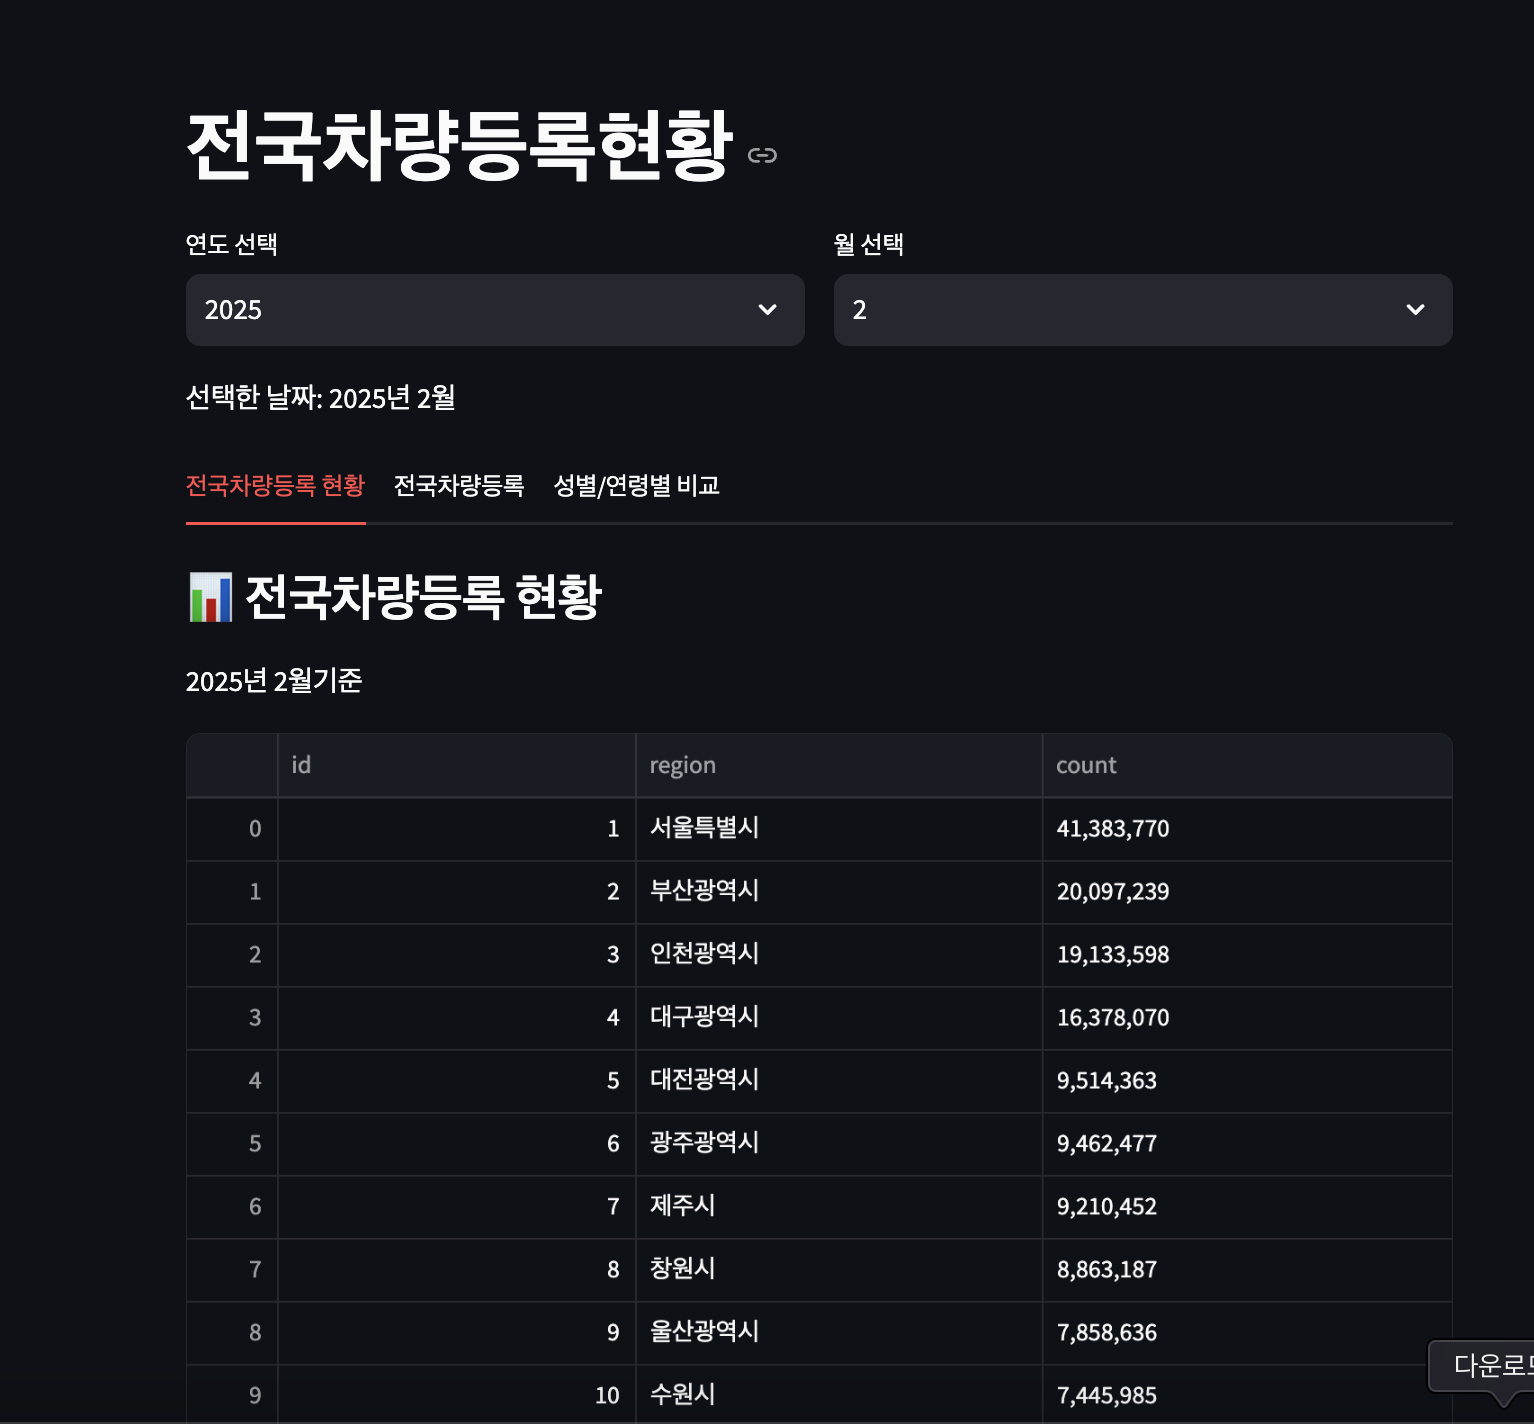 전국차량등록현황
연도 선택 월 선택
2025 2
선택한 날짜: 2025년 2월
전국차량등록 현황 전국차량등록 성별/연령별 비교
전국차량등록 현황
2025년 2월기준
id region count
0 1 서울특별시 41,383,770
1 2 부산광역시 20,097,239
2 3 인천광역시 19,133,598
3 4 대구광역시 16,378,070
4 5 대전광역시 9,514,363
5 6 광주광역시 9,462,477
6 7 제주시 9,210,452
7 8 창원시 8,863,187
8 9 울산광역시 7,858,636
9 10 수원시 7,445,985